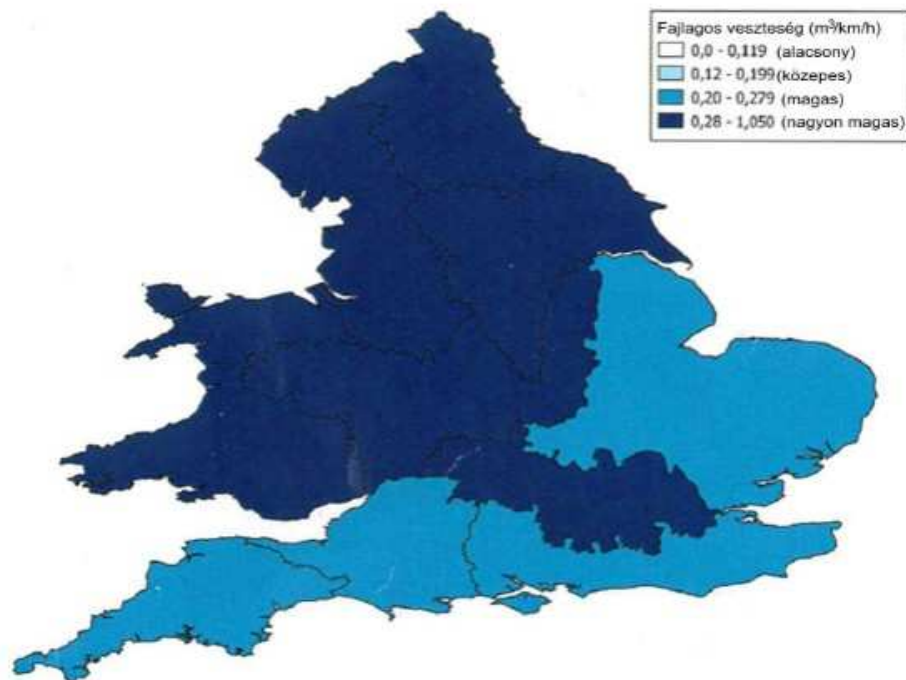 Fajlagos veszteség (m³/km/h)
0,0 - 0,119 (alacsony)
0,12 - 0,199 (közepes)
0,20 - 0,279 (magas)
0,28 - 1,050 (nagyon magas)